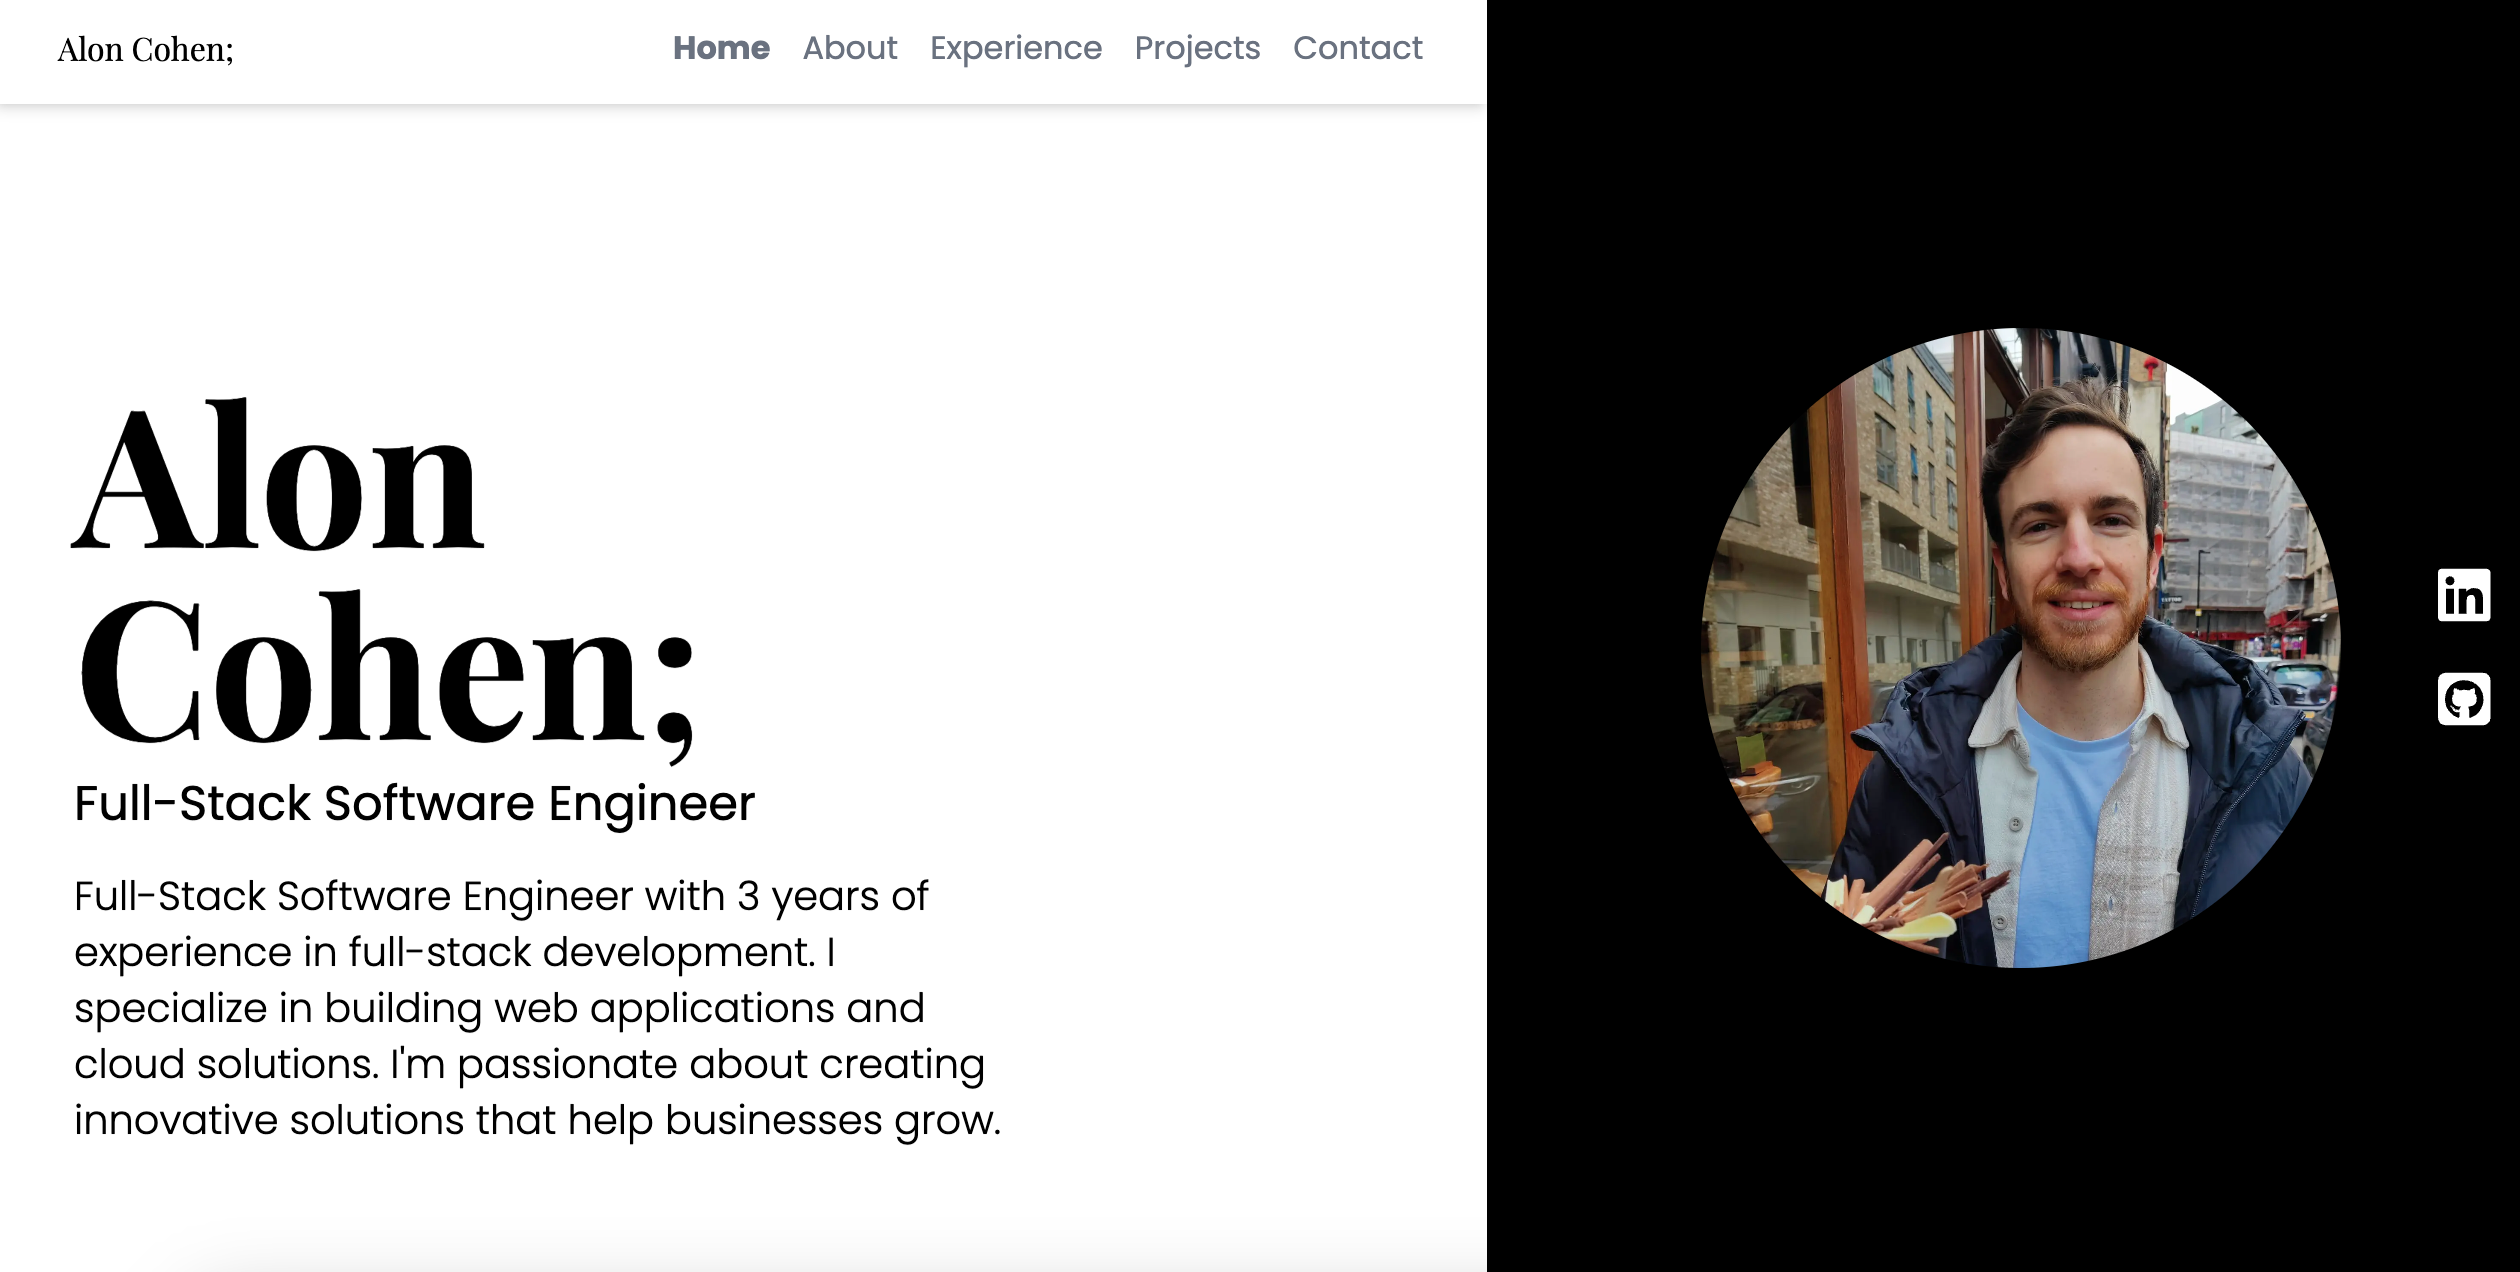 Alon Cohen;
Home About Experience Projects Contact
Alon
Cohen;
Full-Stack Software Engineer
Full-Stack Software Engineer with 3 years of
experience in full-stack development. I
specialize in building web applications and
cloud solutions. I'm passionate about creating
innovative solutions that help businesses grow.
in